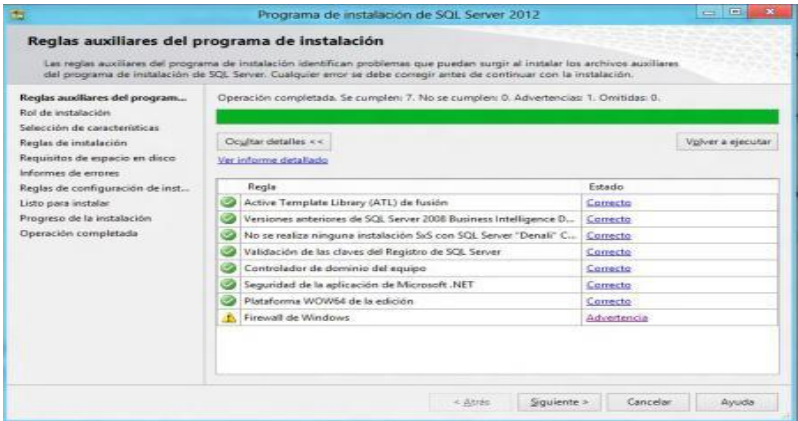 Programa de instalación de SQL Server 2012
Reglas auxiliares del programa de instalación
Las reglas auxiliares del programa de instalación identifican problemas que puedan surgir al instalar los archivos auxiliares
del programa de instalación de SQL Server. Cualquier error se debe corregir antes de continuar con la instalación.
Reglas auxiliares del program...
Rol de instalación
Selección de características
Reglas de instalación
Requisitos de espacio en disco
Informes de errores
Reglas de configuración de inst...
Listo para instalar
Progreso de la instalación
Operación completada
Operación completada. Se cumplen: 7. No se cumplen: 0. Advertencias: 1. Omitidas: 0.
Ocultar detalles <<
Volver a ejecutar
Ver informe detallado
Regla Estado
Active Template Library (ATL) de fusión Correcto
Versiones anteriores de SQL Server 2008 Business Intelligence D... Correcto
No se realiza ninguna instalación SxS con SQL Server "Denali" C... Correcto
Validación de las claves del Registro de SQL Server Correcto
Controlador de dominio del equipo Correcto
Seguridad de la aplicación de Microsoft .NET Correcto
Plataforma WOW64 de la edición Correcto
Firewall de Windows Advertencia
< Atrás Siguiente > Cancelar Ayuda